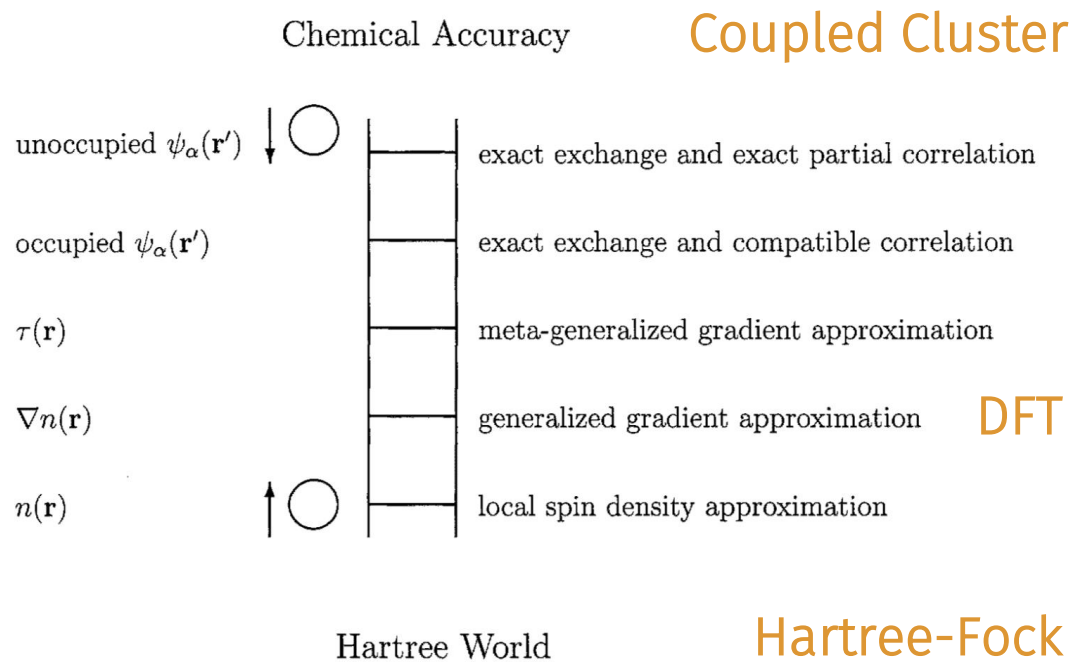 Chemical Accuracy
Coupled Cluster
unoccupied ψα(r′)
exact exchange and exact partial correlation
occupied ψα(r′)
exact exchange and compatible correlation
τ(r)
meta-generalized gradient approximation
∇n(r)
generalized gradient approximation
DFT
n(r)
local spin density approximation
Hartree World
Hartree-Fock